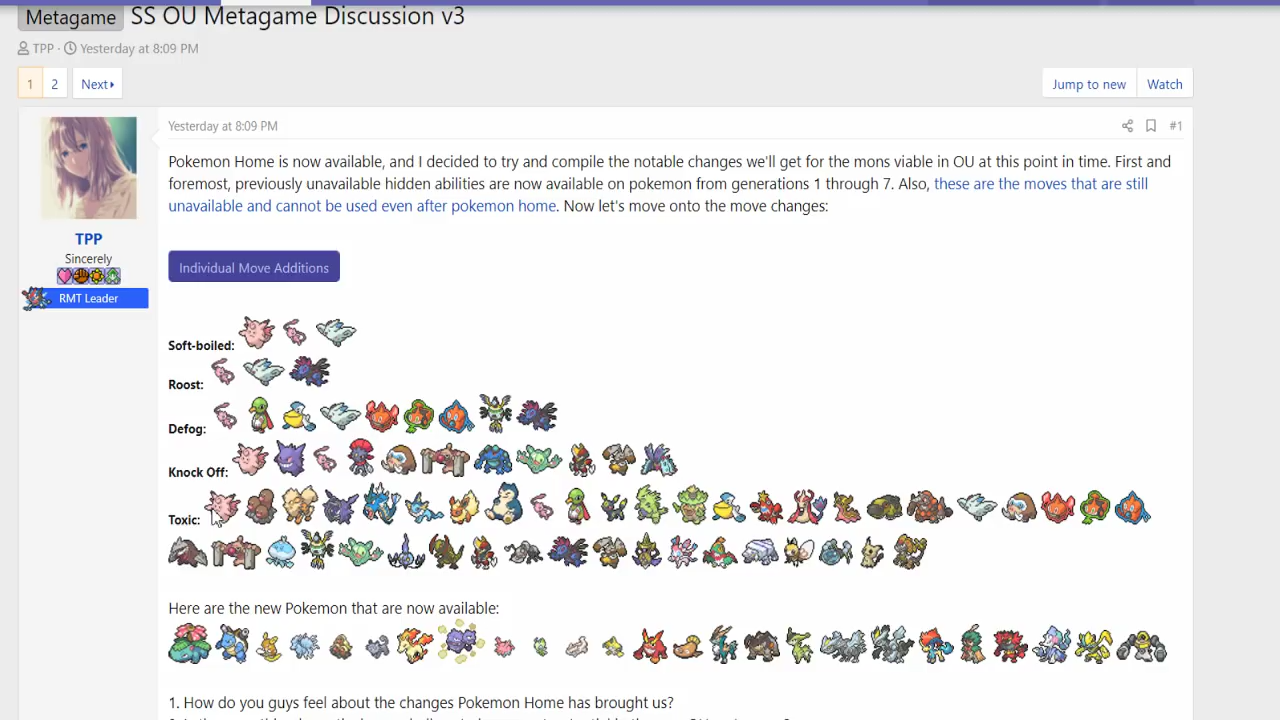 Metagame SS OU Metagame Discussion v3
TPP · Yesterday at 8:09 PM
1 2 Next
Jump to new Watch
Yesterday at 8:09 PM #1
Pokemon Home is now available, and I decided to try and compile the notable changes we'll get for the mons viable in OU at this point in time. First and
foremost, previously unavailable hidden abilities are now available on pokemon from generations 1 through 7. Also, these are the moves that are still
unavailable and cannot be used even after pokemon home. Now let's move onto the move changes:
TPP
Sincerely
RMT Leader
Individual Move Additions
Soft-boiled:
Roost:
Defog:
Knock Off:
Toxic:
Here are the new Pokemon that are now available:
1. How do you guys feel about the changes Pokemon Home has brought us?